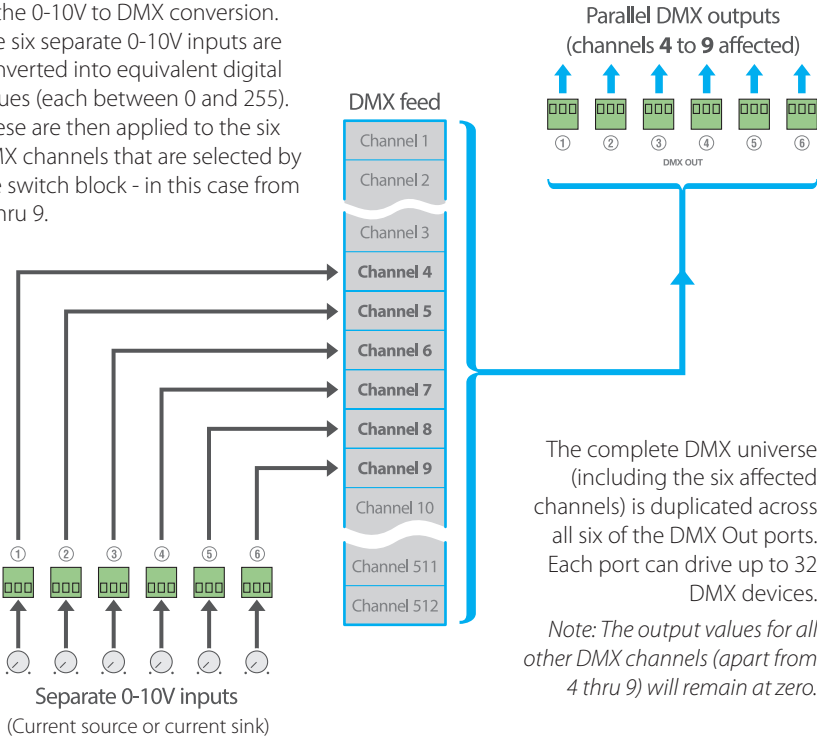 the 0-10V to DMX conversion.
six separate 0-10V inputs are
into equivalent digital
(each between 0 and 255).
are then applied to the six
channels that are selected by
switch block - in this case from
9.
DMX feed
Channel 1
Channel 2
Channel 3
Channel 4
Channel 5
Channel 6
Channel 7
Channel 8
Channel 9
Channel 10
Channel 511
Channel 512
1 2 3 4 5 6
Separate 0-10V inputs
(Current source or current sink)
Parallel DMX outputs
(channels 4 to 9 affected)
1 2 3 4 5 6
DMX OUT
The complete DMX universe
(including the six affected
channels) is duplicated across
all six of the DMX Out ports.
Each port can drive up to 32
DMX devices.
Note: The output values for all
other DMX channels (apart from
4 thru 9) will remain at zero.